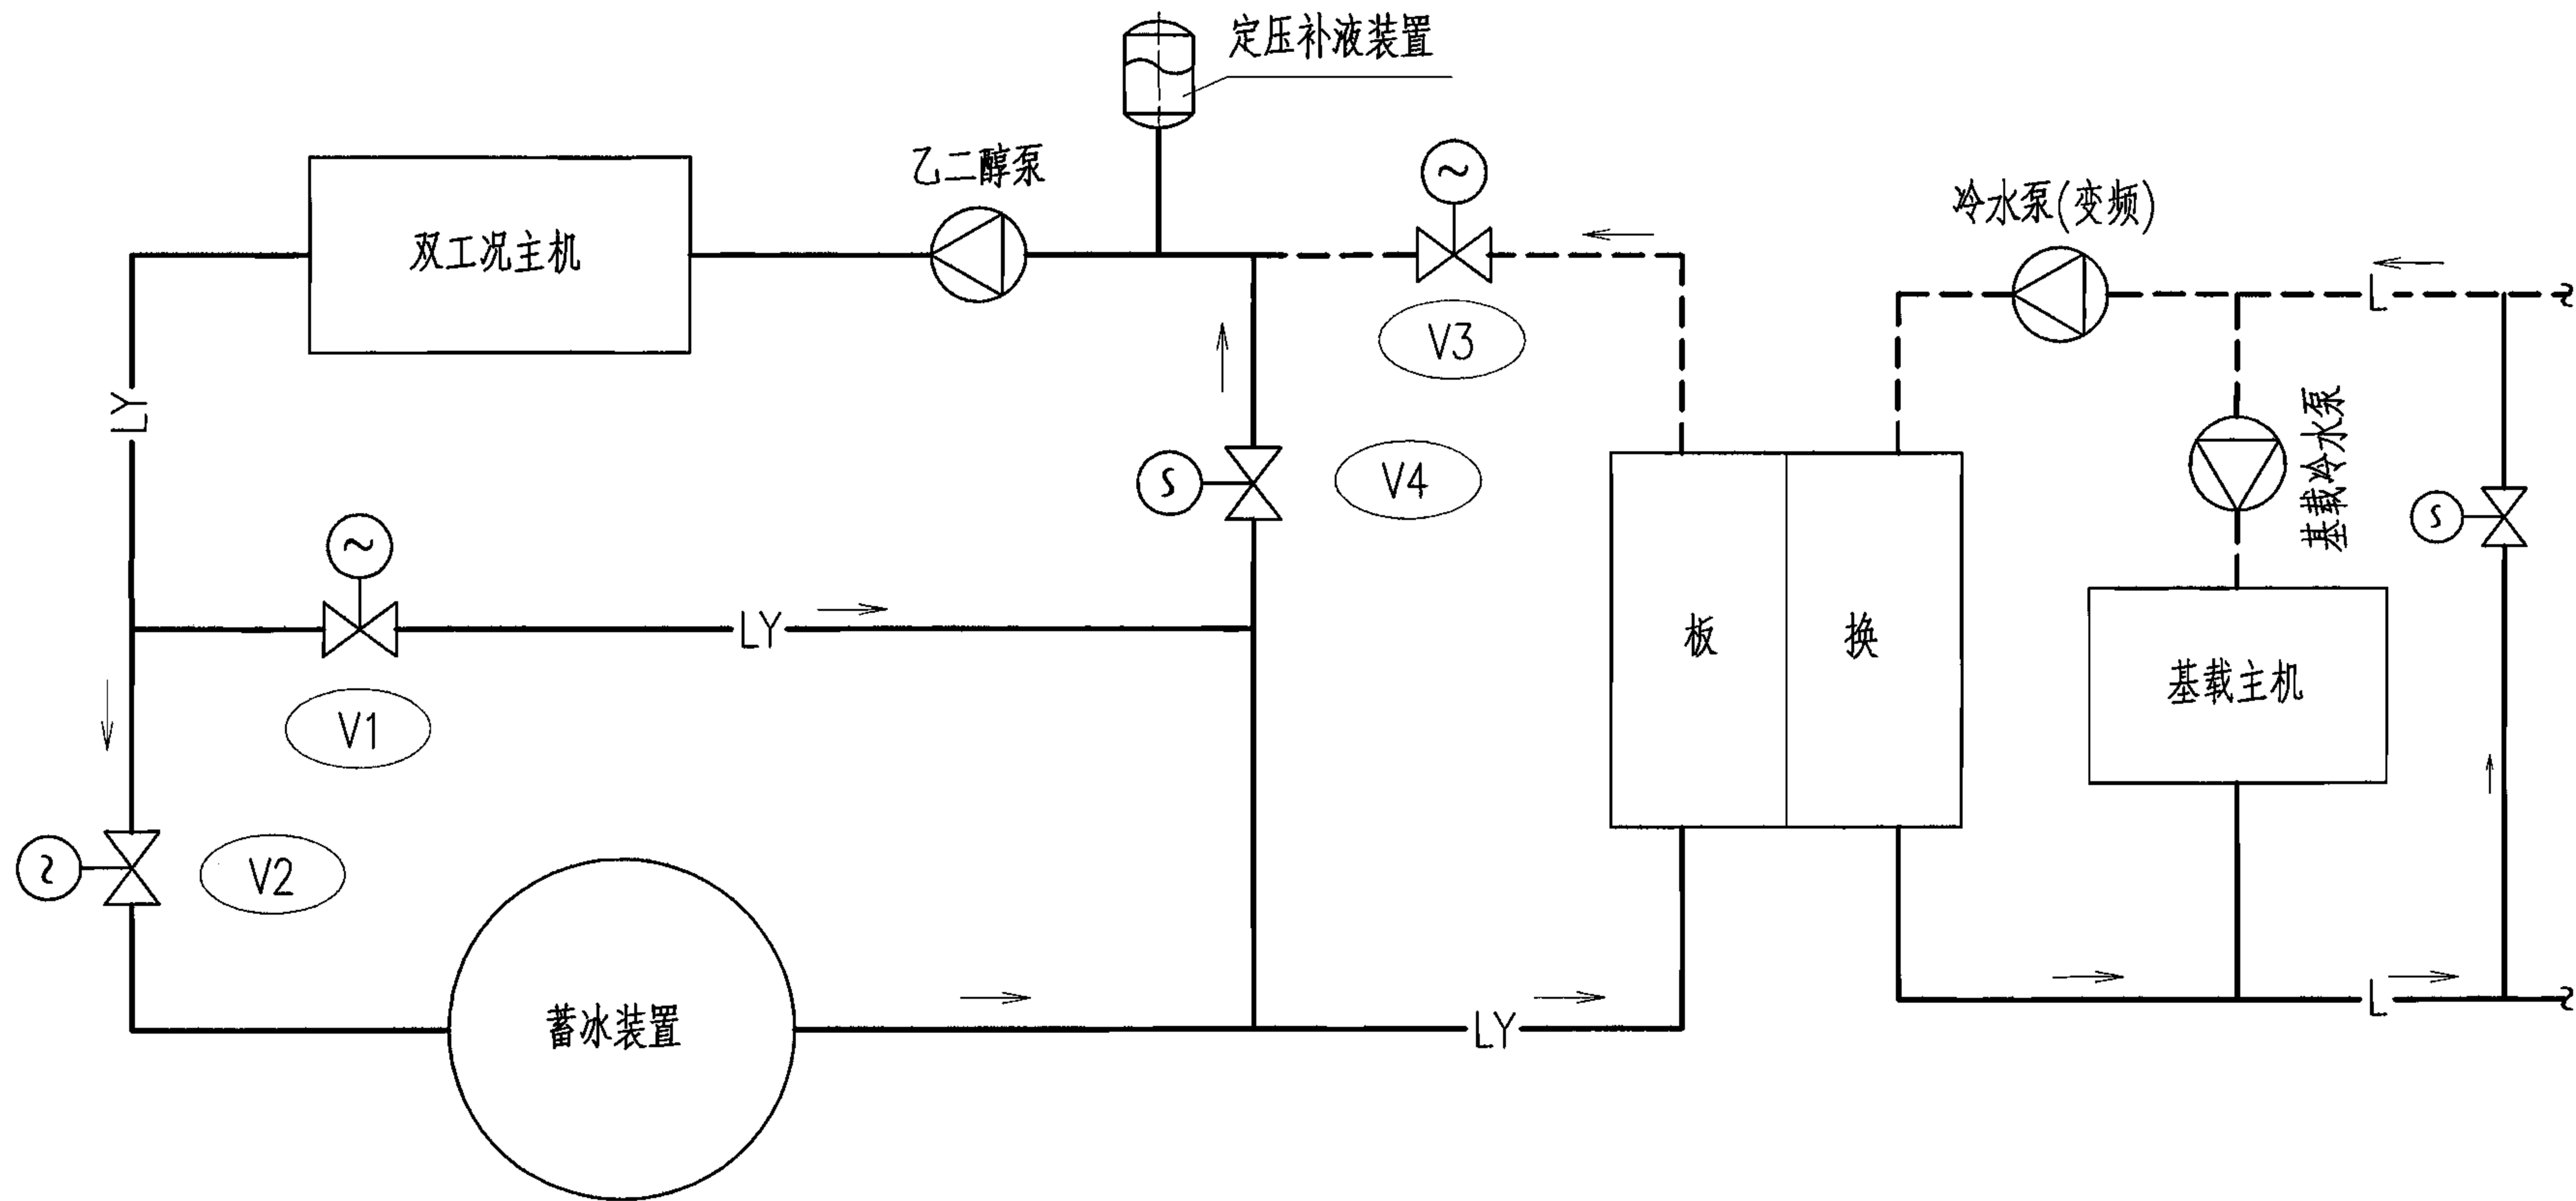 定压补液装置
乙二醇泵
冷水泵(变频)
双工况主机
V3
L
LY
基载冷水泵
V4
LY
板 换
基载主机
V1
V2
蓄冰装置
LY
L